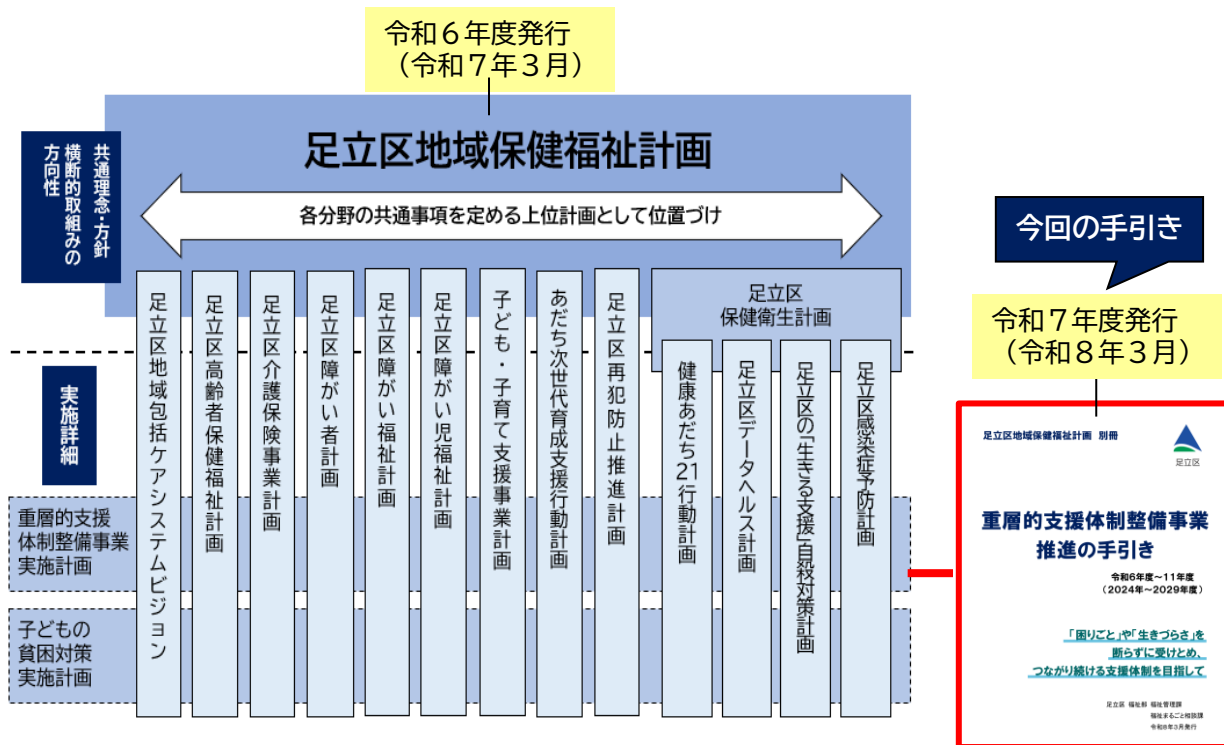 令和６年度発行
（令和７年３月）
足立区地域保健福祉計画
共通理念・方針
横断的取組みの
方向性
各分野の共通事項を定める上位計画として位置づけ
今回の手引き
令和７年度発行
（令和８年３月）
足立区地域包括ケアシステムビジョン
足立区高齢者保健福祉計画
足立区介護保険事業計画
足立区障がい者計画
足立区障がい福祉計画
足立区障がい児福祉計画
子ども・子育て支援事業計画
あだち次世代育成支援行動計画
足立区再犯防止推進計画
足立区
保健衛生計画
健康あだち21行動計画
足立区データヘルス計画
足立区の「生きる支援」自殺対策計画
足立区感染症予防計画
実施詳細
重層的支援
体制整備事業
実施計画
子どもの
貧困対策
実施計画
足立区地域保健福祉計画 別冊
足立区
重層的支援体制整備事業
推進の手引き
令和6年度～11年度
（2024年～2029年度）
「困りごと」や「生きづらさ」を
断らずに受けとめ、
つながり続ける支援体制を目指して
足立区 福祉部 福祉管理課
福祉まるごと相談課
令和8年3月発行